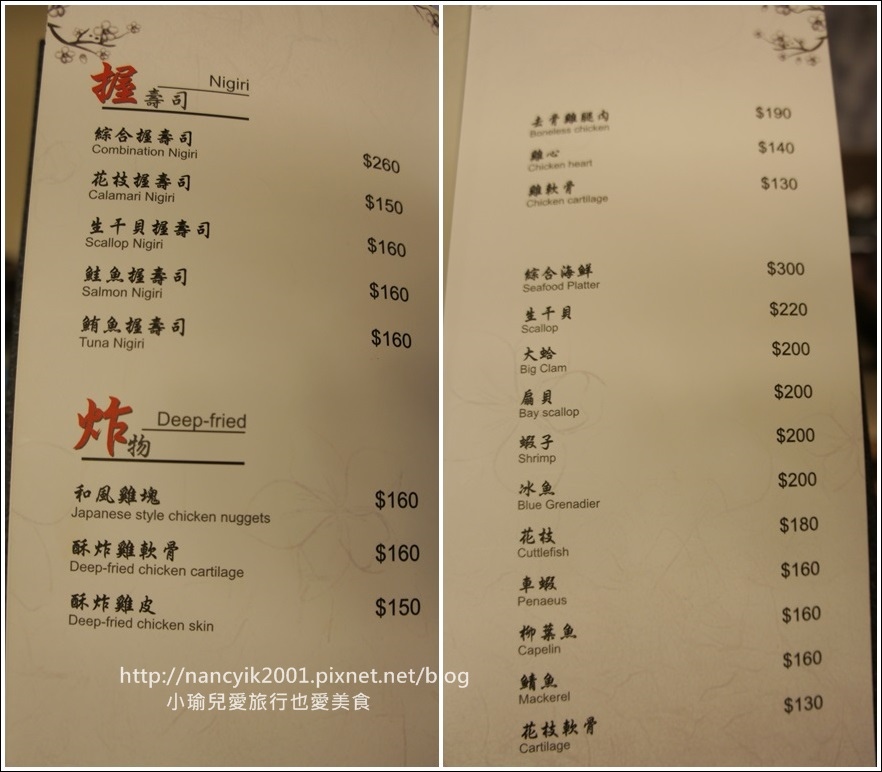 握壽司 Nigiri
綜合握壽司
Combination Nigiri
$260
花枝握壽司
Calamari Nigiri
$150
生干貝握壽司
Scallop Nigiri
$160
鮭魚握壽司
Salmon Nigiri
$160
鮪魚握壽司
Tuna Nigiri
$160
炸物 Deep-fried
和風雞塊
Japanese style chicken nuggets
$160
酥炸雞軟骨
Deep-fried chicken cartilage
$160
酥炸雞皮
Deep-fried chicken skin
$150
去骨雞腿肉
Boneless chicken
$190
雞心
Chicken heart
$140
雞軟骨
Chicken cartilage
$130
綜合海鮮
Seafood Platter
$300
生干貝
Scallop
$220
大蛤
Big Clam
$200
扇貝
Bay scallop
$200
蝦子
Shrimp
$200
冰魚
Blue Grenadier
$200
花枝
Cuttlefish
$180
車蝦
Penaeus
$160
柳葉魚
Capelin
$160
鯖魚
Mackerel
$160
花枝軟骨
Cartilage
$130
http://nancyik2001.pixnet.net/blog
小瑜兒愛旅行也愛美食